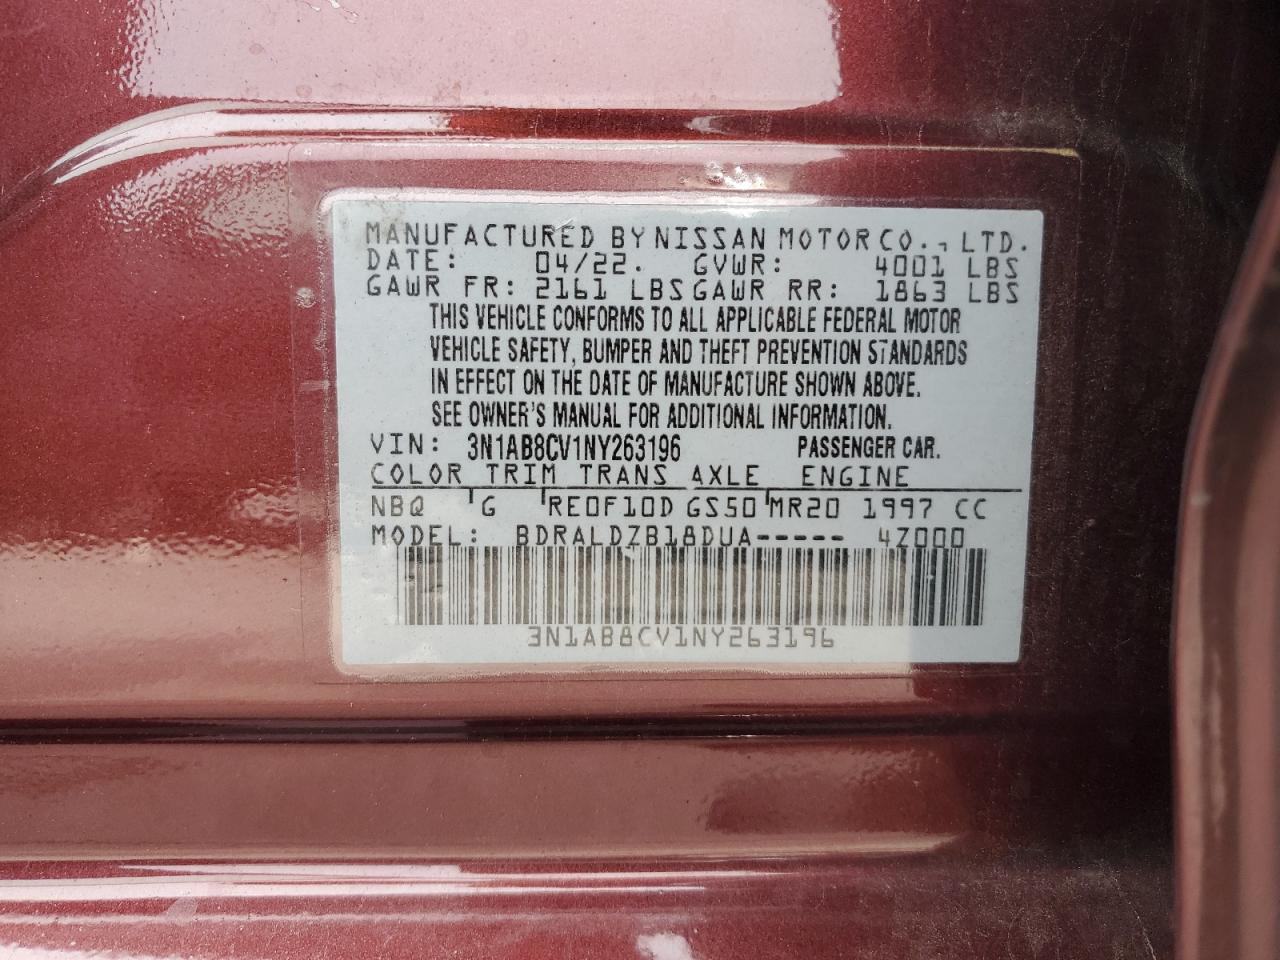 MANUFACTURED BY NISSAN MOTOR CO., LTD.
DATE: 04/22. GVWR: 4001 LBS
GAWR FR: 2161 LBS GAWR RR: 1863 LBS
THIS VEHICLE CONFORMS TO ALL APPLICABLE FEDERAL MOTOR
VEHICLE SAFETY, BUMPER AND THEFT PREVENTION STANDARDS
IN EFFECT ON THE DATE OF MANUFACTURE SHOWN ABOVE.
SEE OWNER'S MANUAL FOR ADDITIONAL INFORMATION.
VIN: 3N1AB8CV1NY263196 PASSENGER CAR.
COLOR TRIM TRANS AXLE ENGINE
NBQ G RE0F10D GS50 MR20 1997 CC
MODEL: BDRALDZB18DUA----- 4Z000
3N1AB8CV1NY263196